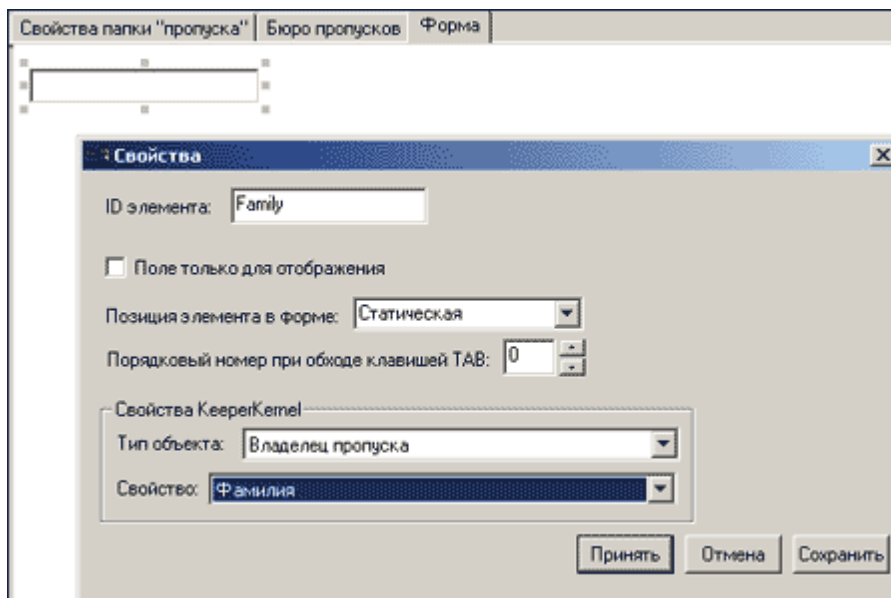 Свойства папки "пропуска" Бюро пропусков Форма
Свойства
ID элемента: Family
Поле только для отображения
Позиция элемента в форме: Статическая
Порядковый номер при обходе клавишей TAB: 0
Свойства KeeperKernel
Тип объекта: Владелец пропуска
Свойство: Фамилия
Принять Отмена Сохранить